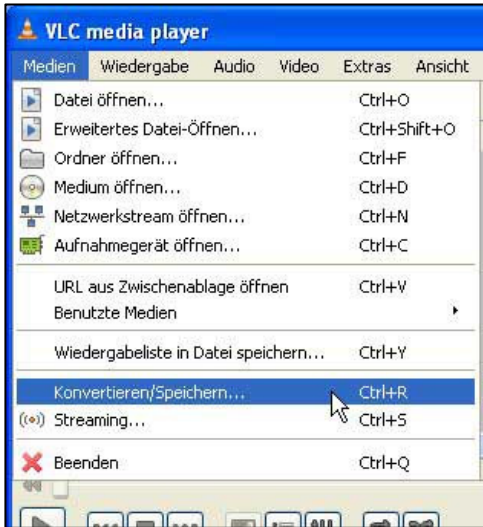 VLC media player
Medien Wiedergabe Audio Video Extras Ansicht
Datei öffnen... Ctrl+O
Erweitertes Datei-Öffnen... Ctrl+Shift+O
Ordner öffnen... Ctrl+F
Medium öffnen... Ctrl+D
Netzwerkstream öffnen... Ctrl+N
Aufnahmegerät öffnen... Ctrl+C
URL aus Zwischenablage öffnen Ctrl+V
Benutzte Medien
Wiedergabeliste in Datei speichern... Ctrl+Y
Konvertieren/Speichern... Ctrl+R
Streaming... Ctrl+S
Beenden Ctrl+Q